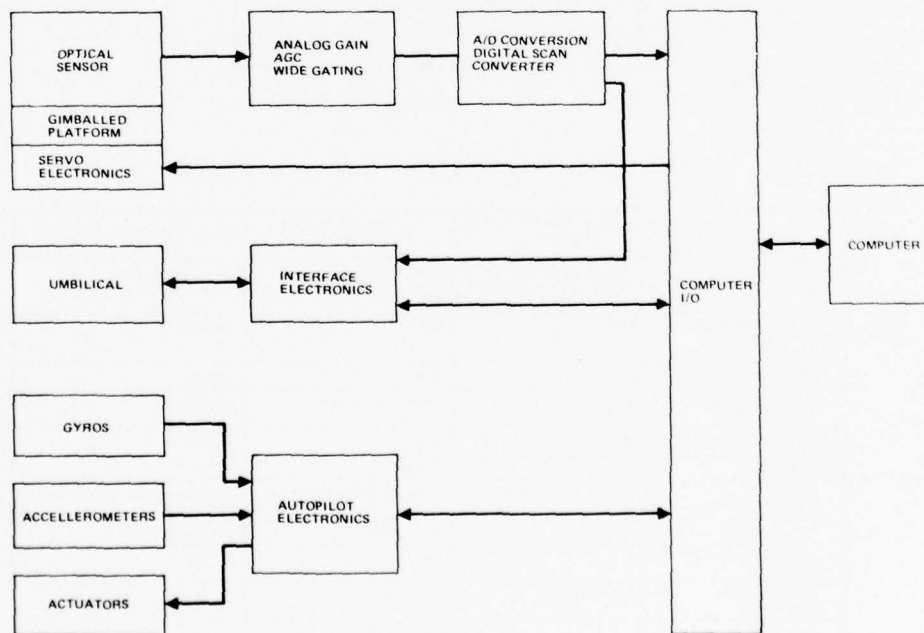 OPTICAL
SENSOR
GIMBALLED
PLATFORM
SERVO
ELECTRONICS
ANALOG GAIN
AGC
WIDE GATING
A/D CONVERSION
DIGITAL SCAN
CONVERTER
UMBILICAL
INTERFACE
ELECTRONICS
COMPUTER
I/O
COMPUTER
GYROS
ACCELLEROMETERS
ACTUATORS
AUTOPILOT
ELECTRONICS